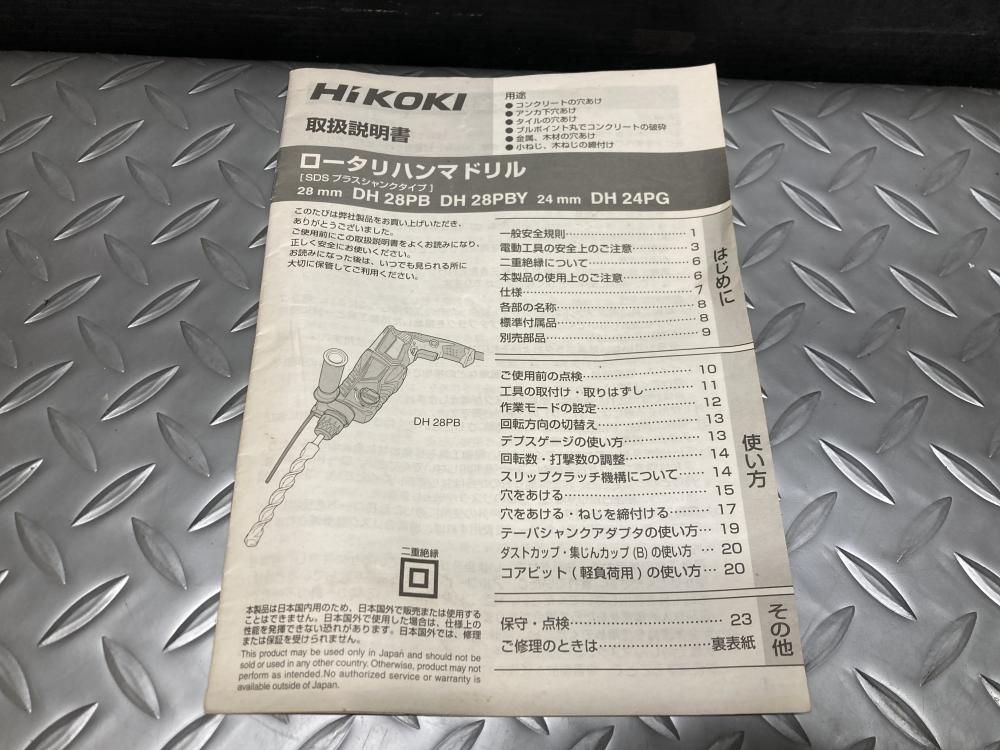 HiKOKI
取扱説明書
用途
●コンクリートの穴あけ
●アンカ下穴あけ
●タイルの穴あけ
●ブルポイント丸でコンクリートの破砕
●金属、木材の穴あけ
●小ねじ、木ねじの締付け
ロータリハンマドリル
[SDSプラスシャンクタイプ]
28 mm DH 28PB DH 28PBY 24 mm DH 24PG
このたびは弊社製品をお買い上げいただき、
ありがとうございました。
ご使用前にこの取扱説明書をよくお読みになり、
正しく安全にお使いください。
お読みになった後は、いつでも見られる所に
大切に保管してご利用ください。
DH 28PB
二重絶縁
本製品は日本国内用のため、日本国外で販売または使用する
ことはできません。日本国外で使用した場合は、仕様上の
性能を発揮できない恐れがあります。日本国外では、修理
または保証を受けられません。
This product may be used only in Japan and should not be
sold or used in any other country. Otherwise, product may not
perform as intended.No authorized service or warranty is
available outside of Japan.
はじめに
一般安全規則……………………… 1
電動工具の安全上のご注意………… 3
二重絶縁について………………… 6
本製品の使用上のご注意………… 6
仕様……………………………… 7
各部の名称……………………… 8
標準付属品……………………… 8
別売部品………………………… 9
使い方
ご使用前の点検………………… 10
工具の取付け・取りはずし……… 11
作業モードの設定……………… 12
回転方向の切替え……………… 13
デプスゲージの使い方………… 13
回転数・打撃数の調整………… 14
スリップクラッチ機構について… 14
穴をあける……………………… 15
穴をあける・ねじを締付ける…… 17
テーパシャンクアダプタの使い方… 19
ダストカップ・集じんカップ(B)の使い方 … 20
コアビット(軽負荷用)の使い方… 20
その他
保守・点検……………………… 23
ご修理のときは………………裏表紙